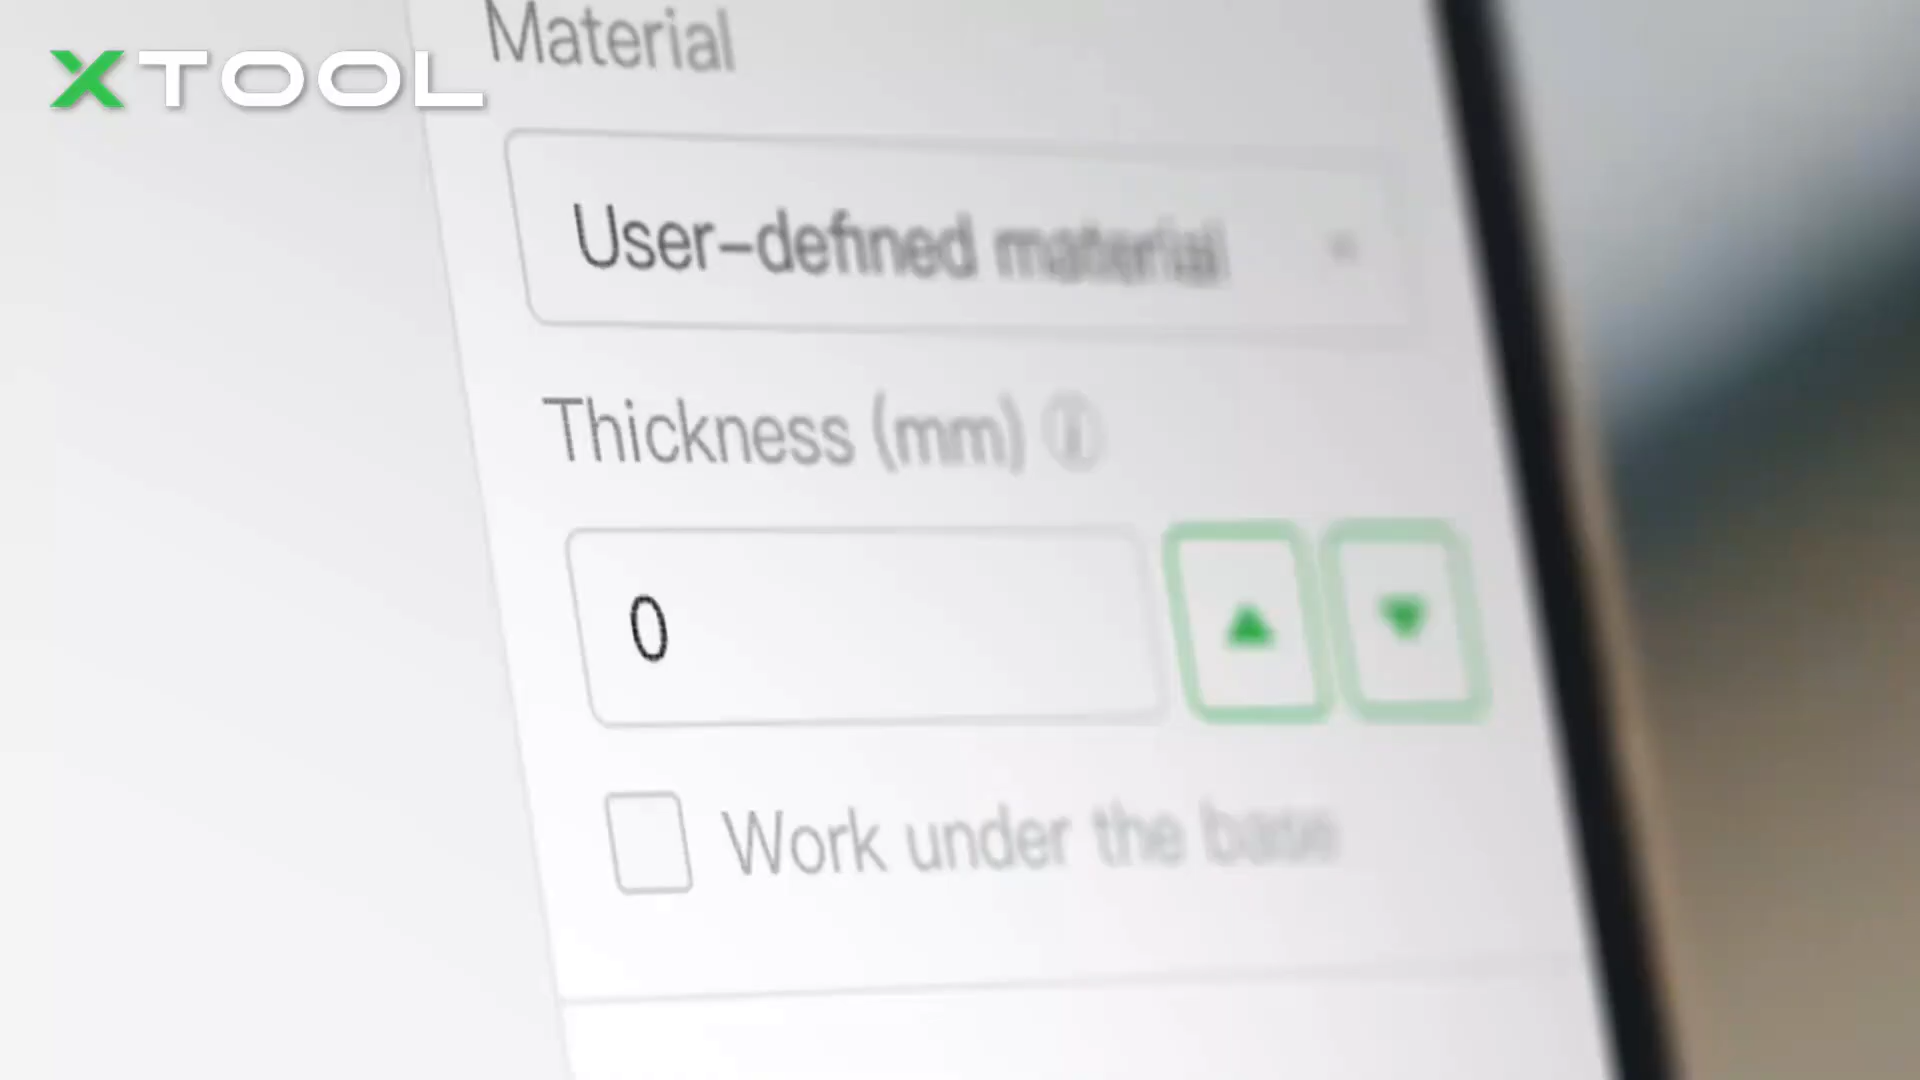 XTOOL
Material
User-defined material
Thickness (mm)
0
Work under the base